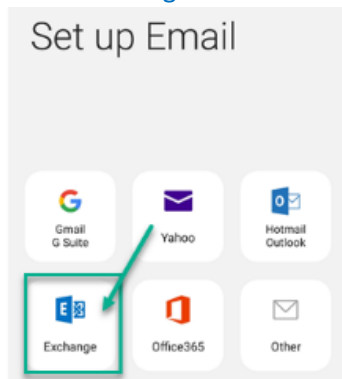 Set up Email
Gmail
G Suite
Yahoo
Hotmail
Outlook
Exchange
Office365
Other